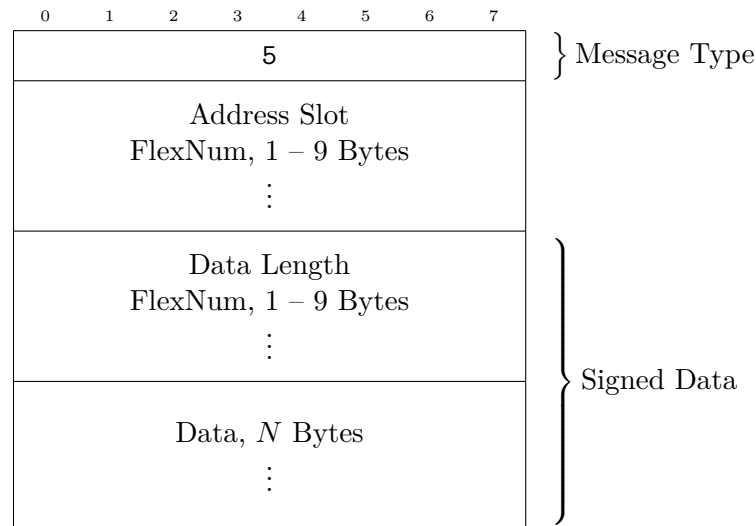 0 1 2 3 4 5 6 7
5
Message Type
Address Slot
FlexNum, 1 – 9 Bytes
⋮
Data Length
FlexNum, 1 – 9 Bytes
⋮
Signed Data
Data, N Bytes
⋮